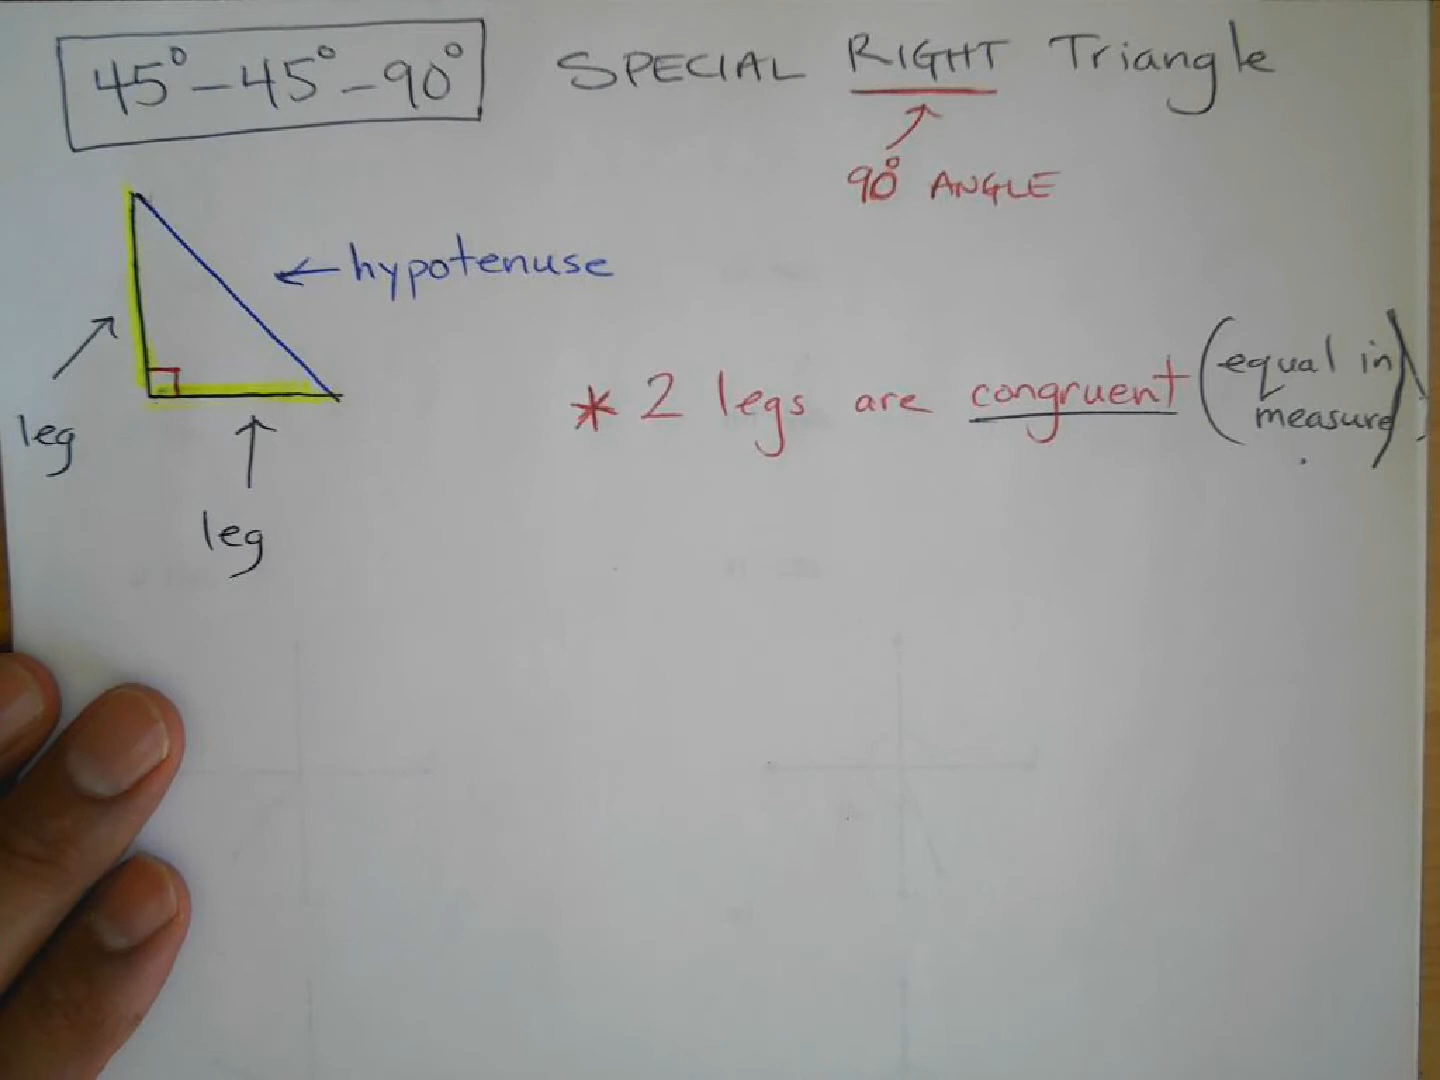 45°-45°-90° SPECIAL RIGHT Triangle
90° ANGLE
←hypotenuse
* 2 legs are congruent (equal in
measure)
leg
leg